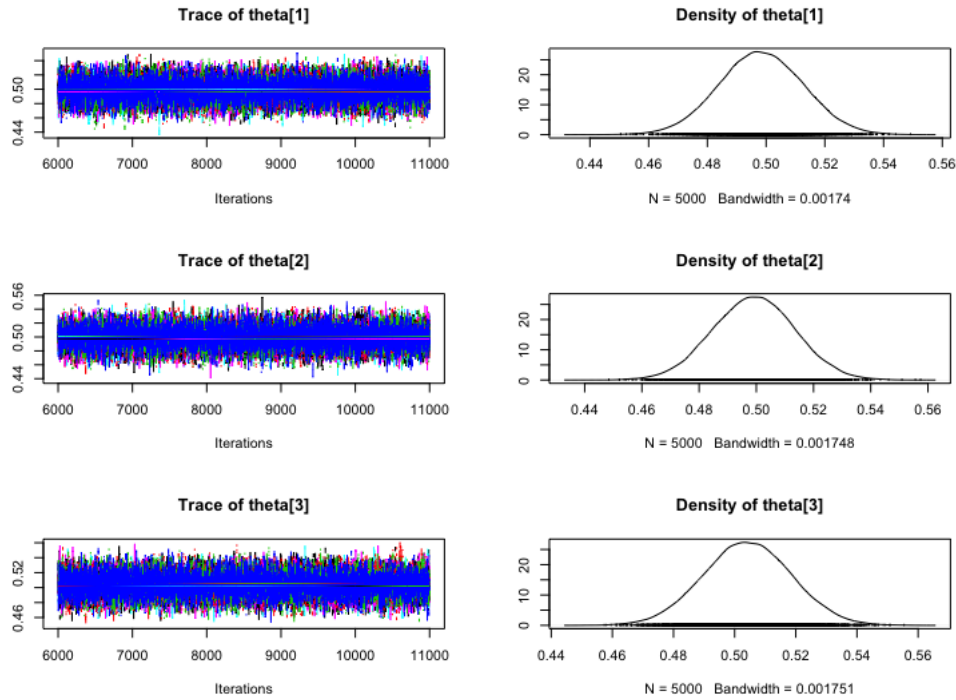 Trace of theta[1]
0.50
0.44
6000 7000 8000 9000 10000 11000
Iterations
Density of theta[1]
20
10
0
0.44 0.46 0.48 0.50 0.52 0.54 0.56
N = 5000 Bandwidth = 0.00174
Trace of theta[2]
0.56
0.50
0.44
6000 7000 8000 9000 10000 11000
Iterations
Density of theta[2]
20
10
0
0.44 0.46 0.48 0.50 0.52 0.54 0.56
N = 5000 Bandwidth = 0.001748
Trace of theta[3]
0.52
0.46
6000 7000 8000 9000 10000 11000
Iterations
Density of theta[3]
20
10
0
0.44 0.46 0.48 0.50 0.52 0.54 0.56
N = 5000 Bandwidth = 0.001751